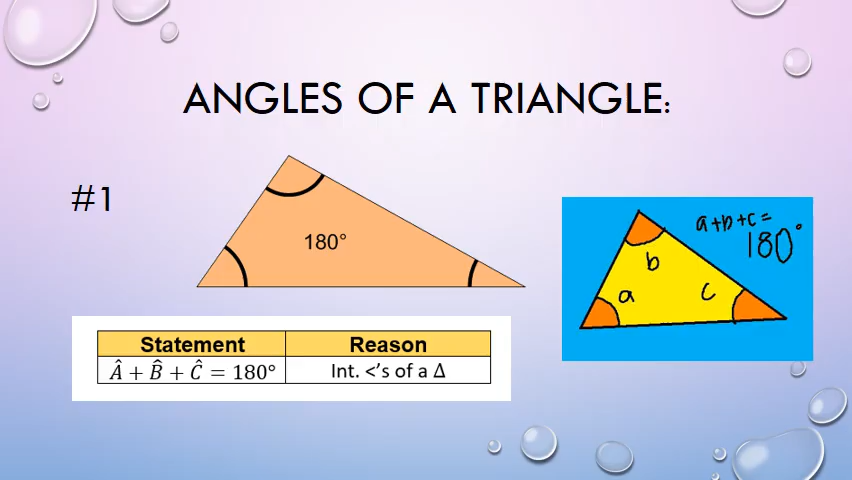 ANGLES OF A TRIANGLE:
#1
180°
a+b+c=
180°
b
a
c
Statement Reason
Â + B̂ + Ĉ = 180° Int. <'s of a Δ